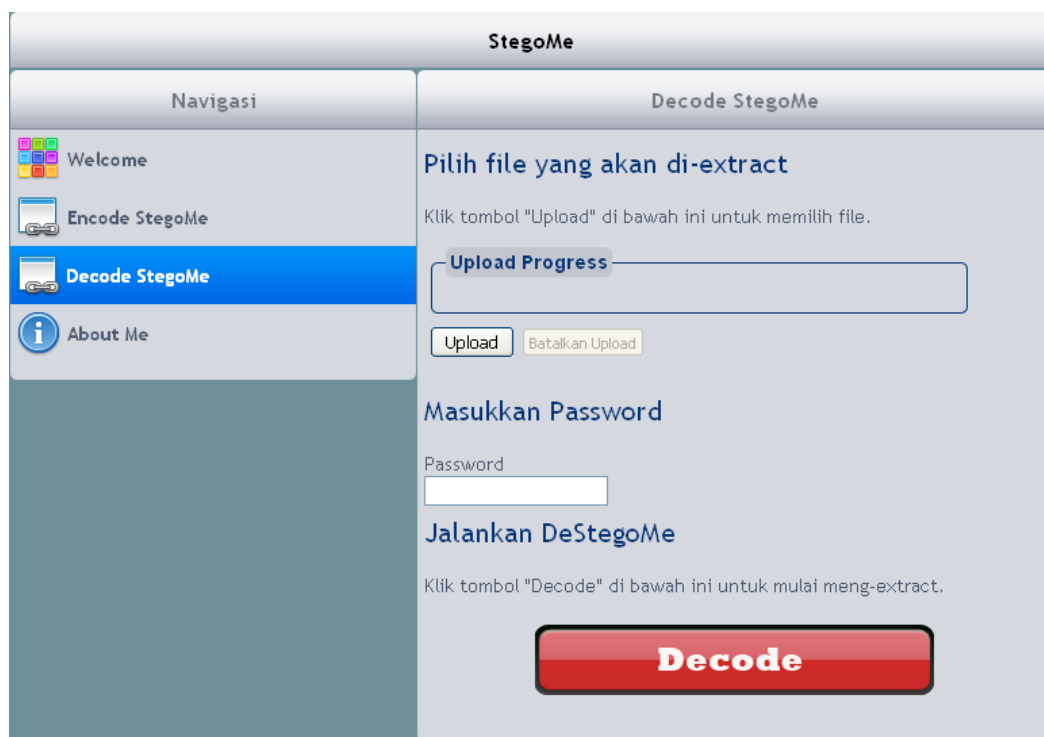 StegoMe
Navigasi
Welcome
Encode StegoMe
Decode StegoMe
About Me
Decode StegoMe
Pilih file yang akan di-extract
Klik tombol "Upload" di bawah ini untuk memilih file.
Upload Progress
Upload Batalkan Upload
Masukkan Password
Password
Jalankan DeStegoMe
Klik tombol "Decode" di bawah ini untuk mulai meng-extract.
Decode